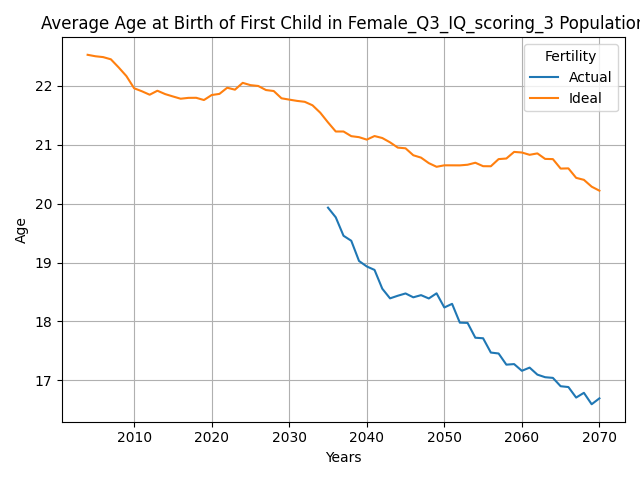 Average Age at Birth of First Child in Female_Q3_IQ_scoring_3 Population
Fertility
Actual
Ideal
Age
22
21
20
19
18
17
2010 2020 2030 2040 2050 2060 2070
Years